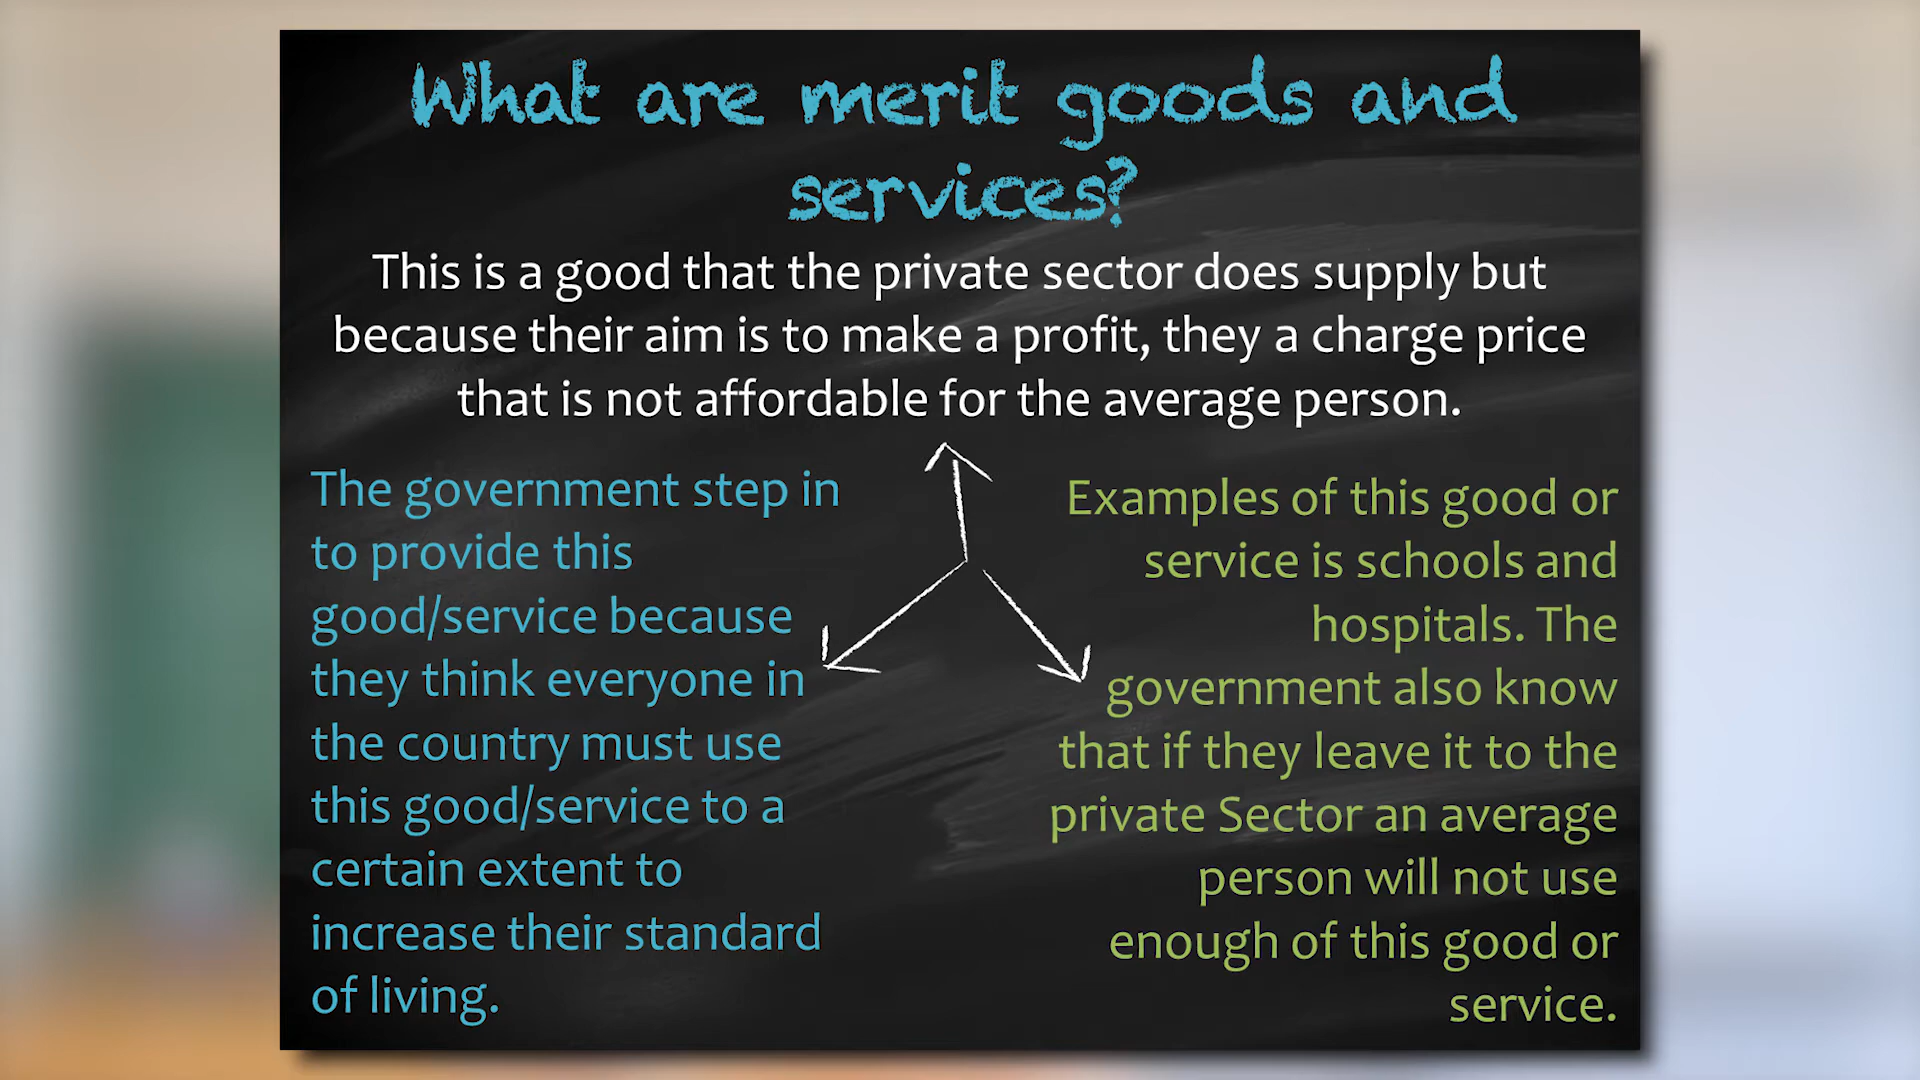 What are merit goods and
services?
This is a good that the private sector does supply but
because their aim is to make a profit, they a charge price
that is not affordable for the average person.
The government step in
to provide this
good/service because
they think everyone in
the country must use
this good/service to a
certain extent to
increase their standard
of living.
Examples of this good or
service is schools and
hospitals. The
government also know
that if they leave it to the
private Sector an average
person will not use
enough of this good or
service.